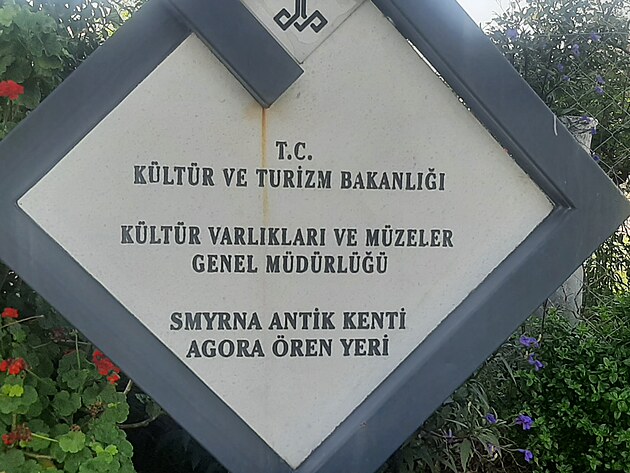 T.C.
KÜLTÜR VE TURİZM BAKANLIĞI
KÜLTÜR VARLIKLARI VE MÜZELER
GENEL MÜDÜRLÜĞÜ
SMYRNA ANTİK KENTİ
AGORA ÖREN YERİ